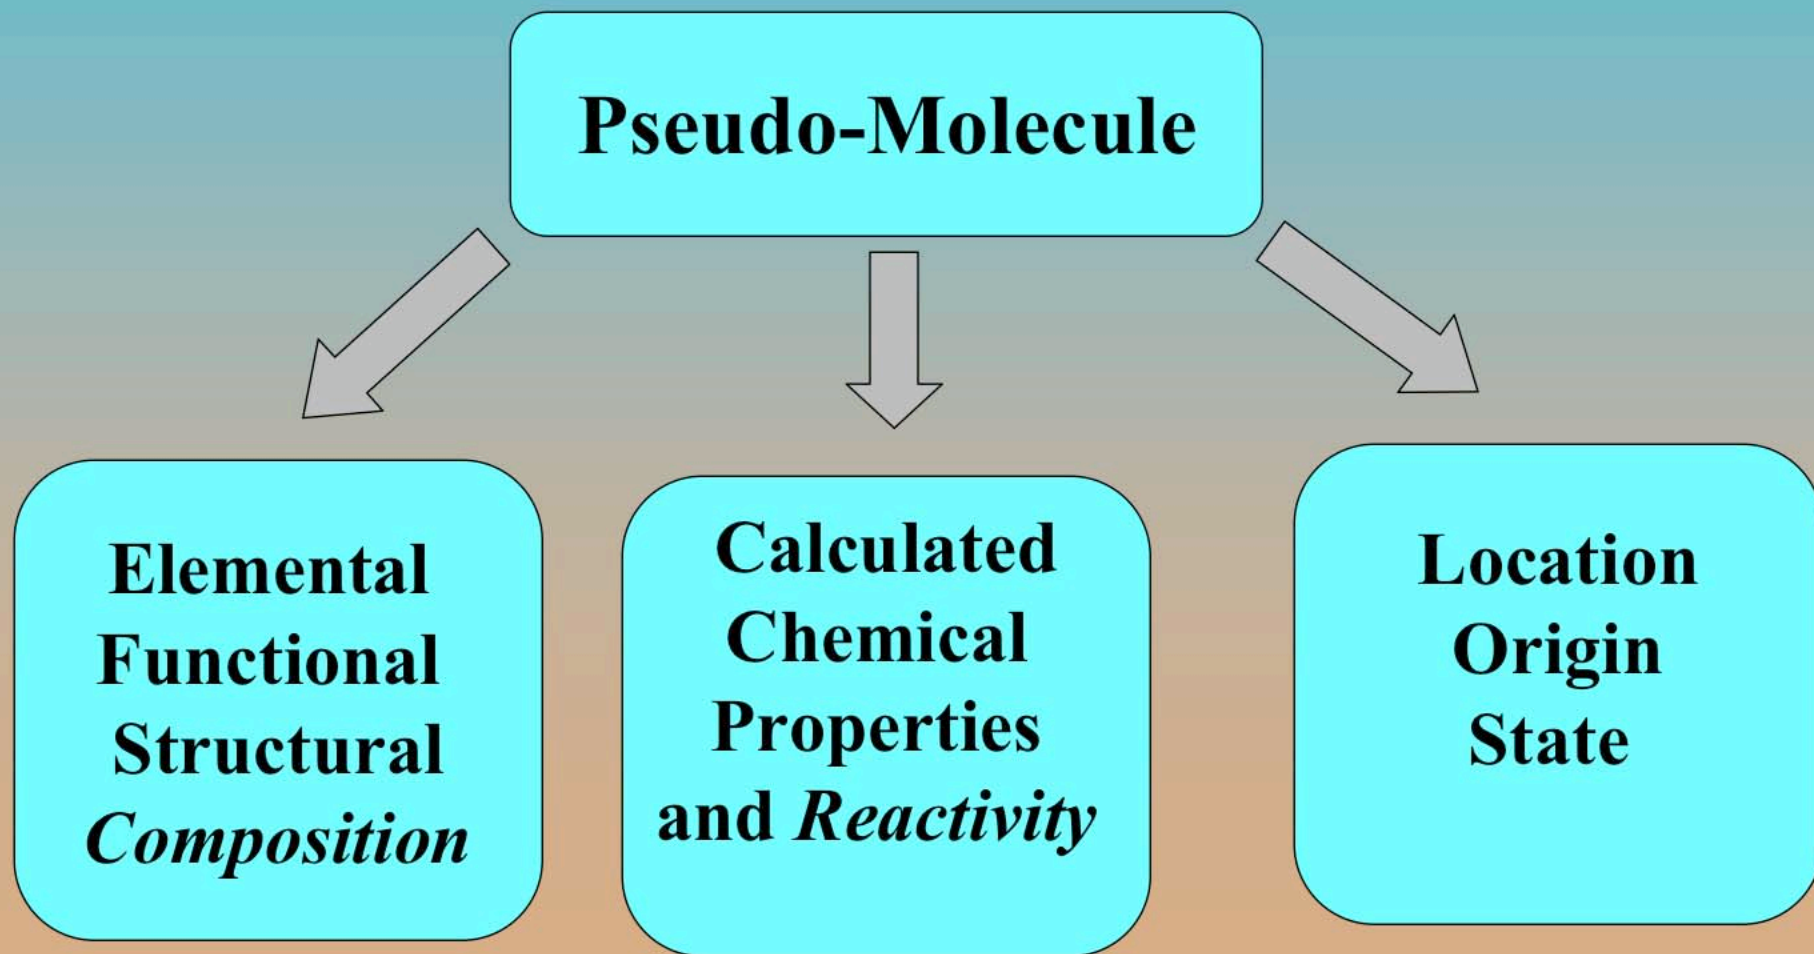 Pseudo-Molecule
Elemental
Functional
Structural
Composition
Calculated
Chemical
Properties
and Reactivity
Location
Origin
State